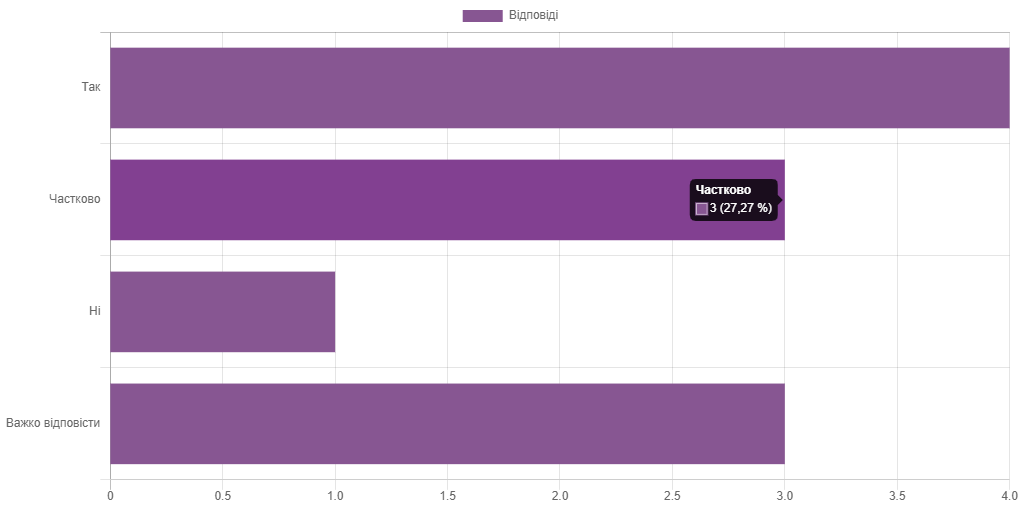 Відповіді
Так
Частково
Частково
3 (27,27 %)
Ні
Важко відповісти
0 0.5 1.0 1.5 2.0 2.5 3.0 3.5 4.0